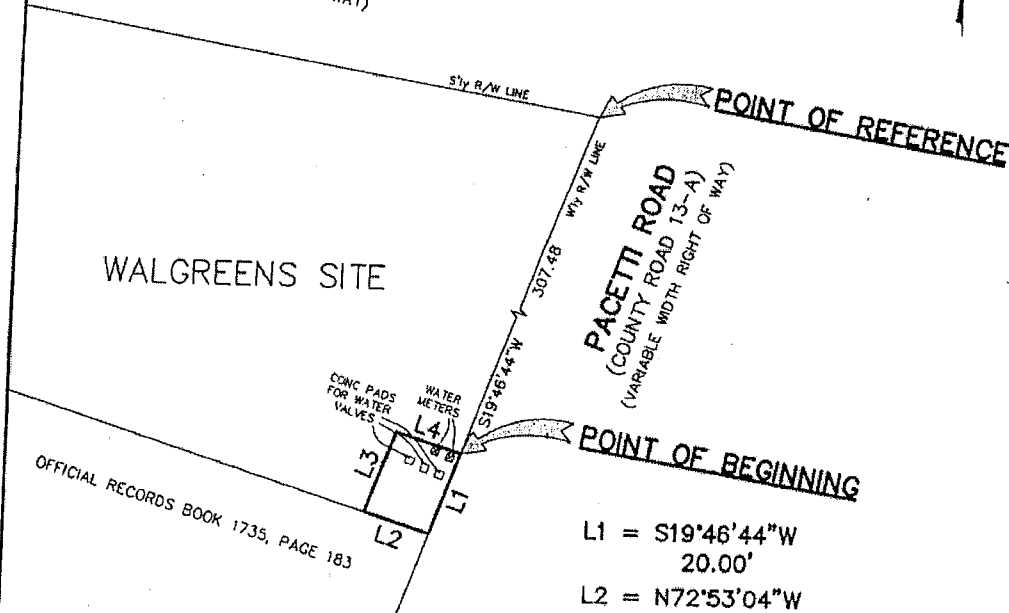 S'ly R/W LINE
POINT OF REFERENCE
W'ly R/W LINE
PACETTI ROAD
(COUNTY ROAD 13-A)
(VARIABLE WIDTH RIGHT OF WAY)
307.48
WALGREENS SITE
S19°46'44"W
CONC PADS
FOR WATER
VALVES
WATER
METERS
L4
L3
L1
L2
POINT OF BEGINNING
OFFICIAL RECORDS BOOK 1735, PAGE 183
L1 = S19°46'44"W
20.00'
L2 = N72°53'04"W